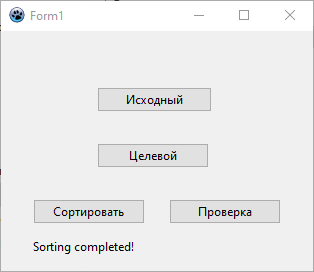 Form1
Исходный
Целевой
Сортировать
Проверка
Sorting completed!